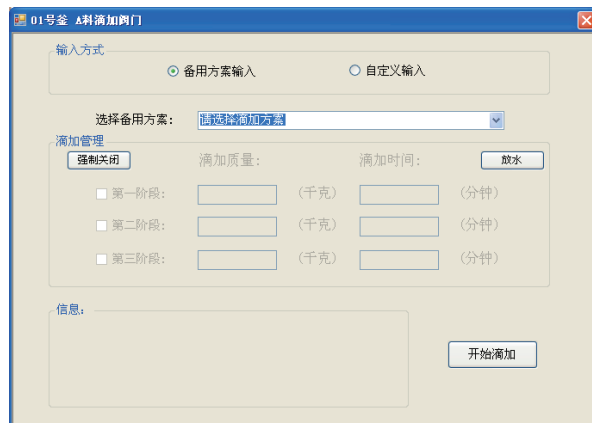 01号釜 A料滴加阀门
输入方式
备用方案输入 自定义输入
选择备用方案： 请选择滴加方案
滴加管理
强制关闭 滴加质量： 滴加时间： 放水
第一阶段： （千克） （分钟）
第二阶段： （千克） （分钟）
第三阶段： （千克） （分钟）
信息：
开始滴加